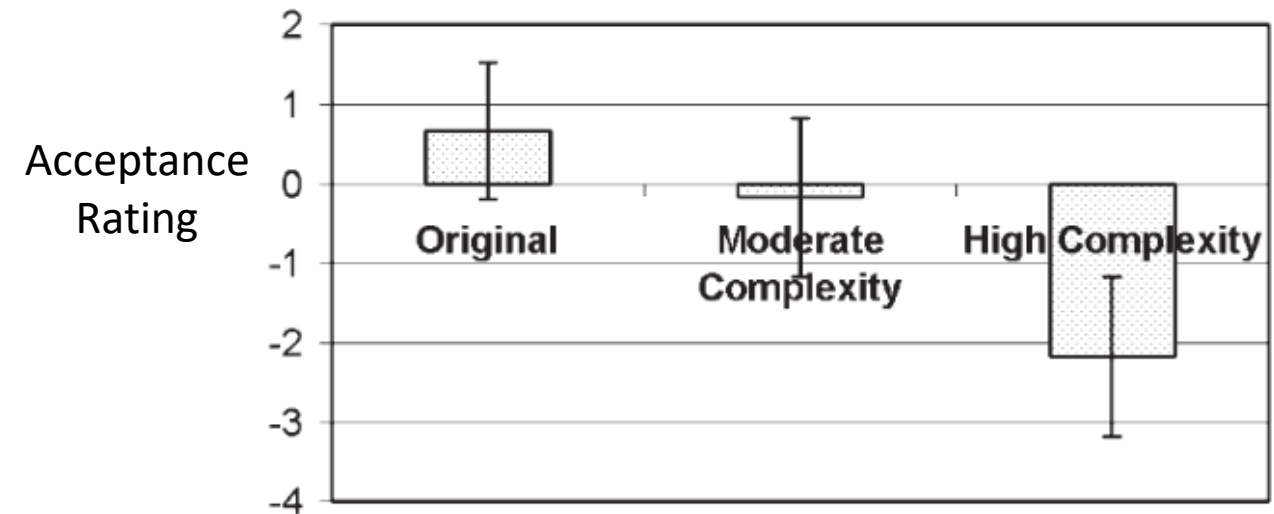 2
1
Acceptance
Rating
0
Original
Moderate
Complexity
High Complexity
-1
-2
-3
-4